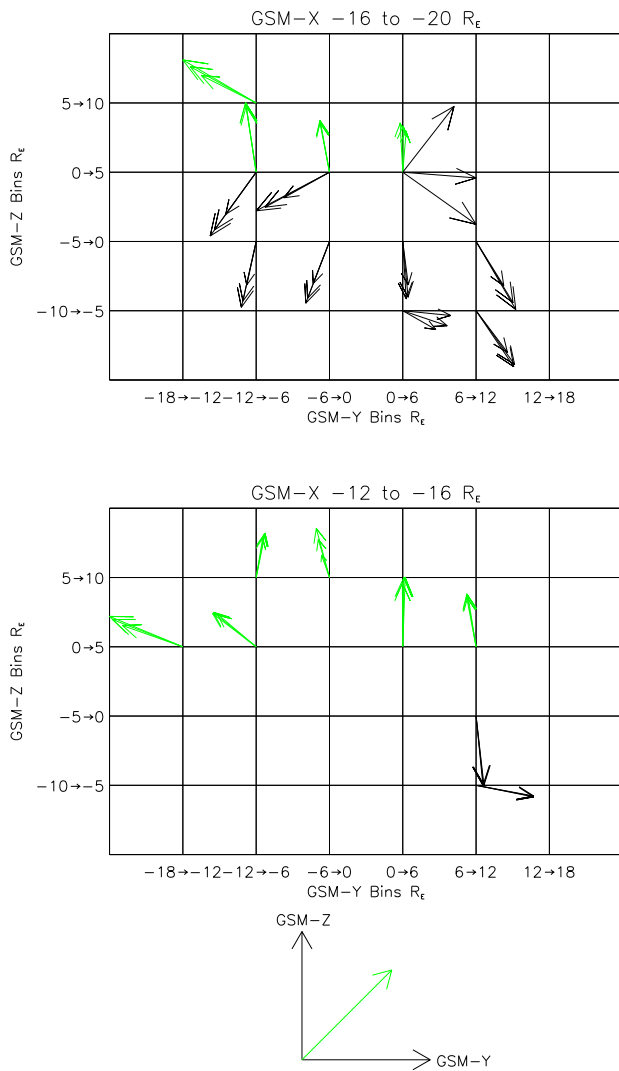 GSM-X -16 to -20 R_E
5→10
0→5
-5→0
-10→-5
GSM-Z Bins R_E
-18→-12 -12→-6 -6→0 0→6 6→12 12→18
GSM-Y Bins R_E
GSM-X -12 to -16 R_E
5→10
0→5
-5→0
-10→-5
GSM-Z Bins R_E
-18→-12 -12→-6 -6→0 0→6 6→12 12→18
GSM-Y Bins R_E
GSM-Z
GSM-Y